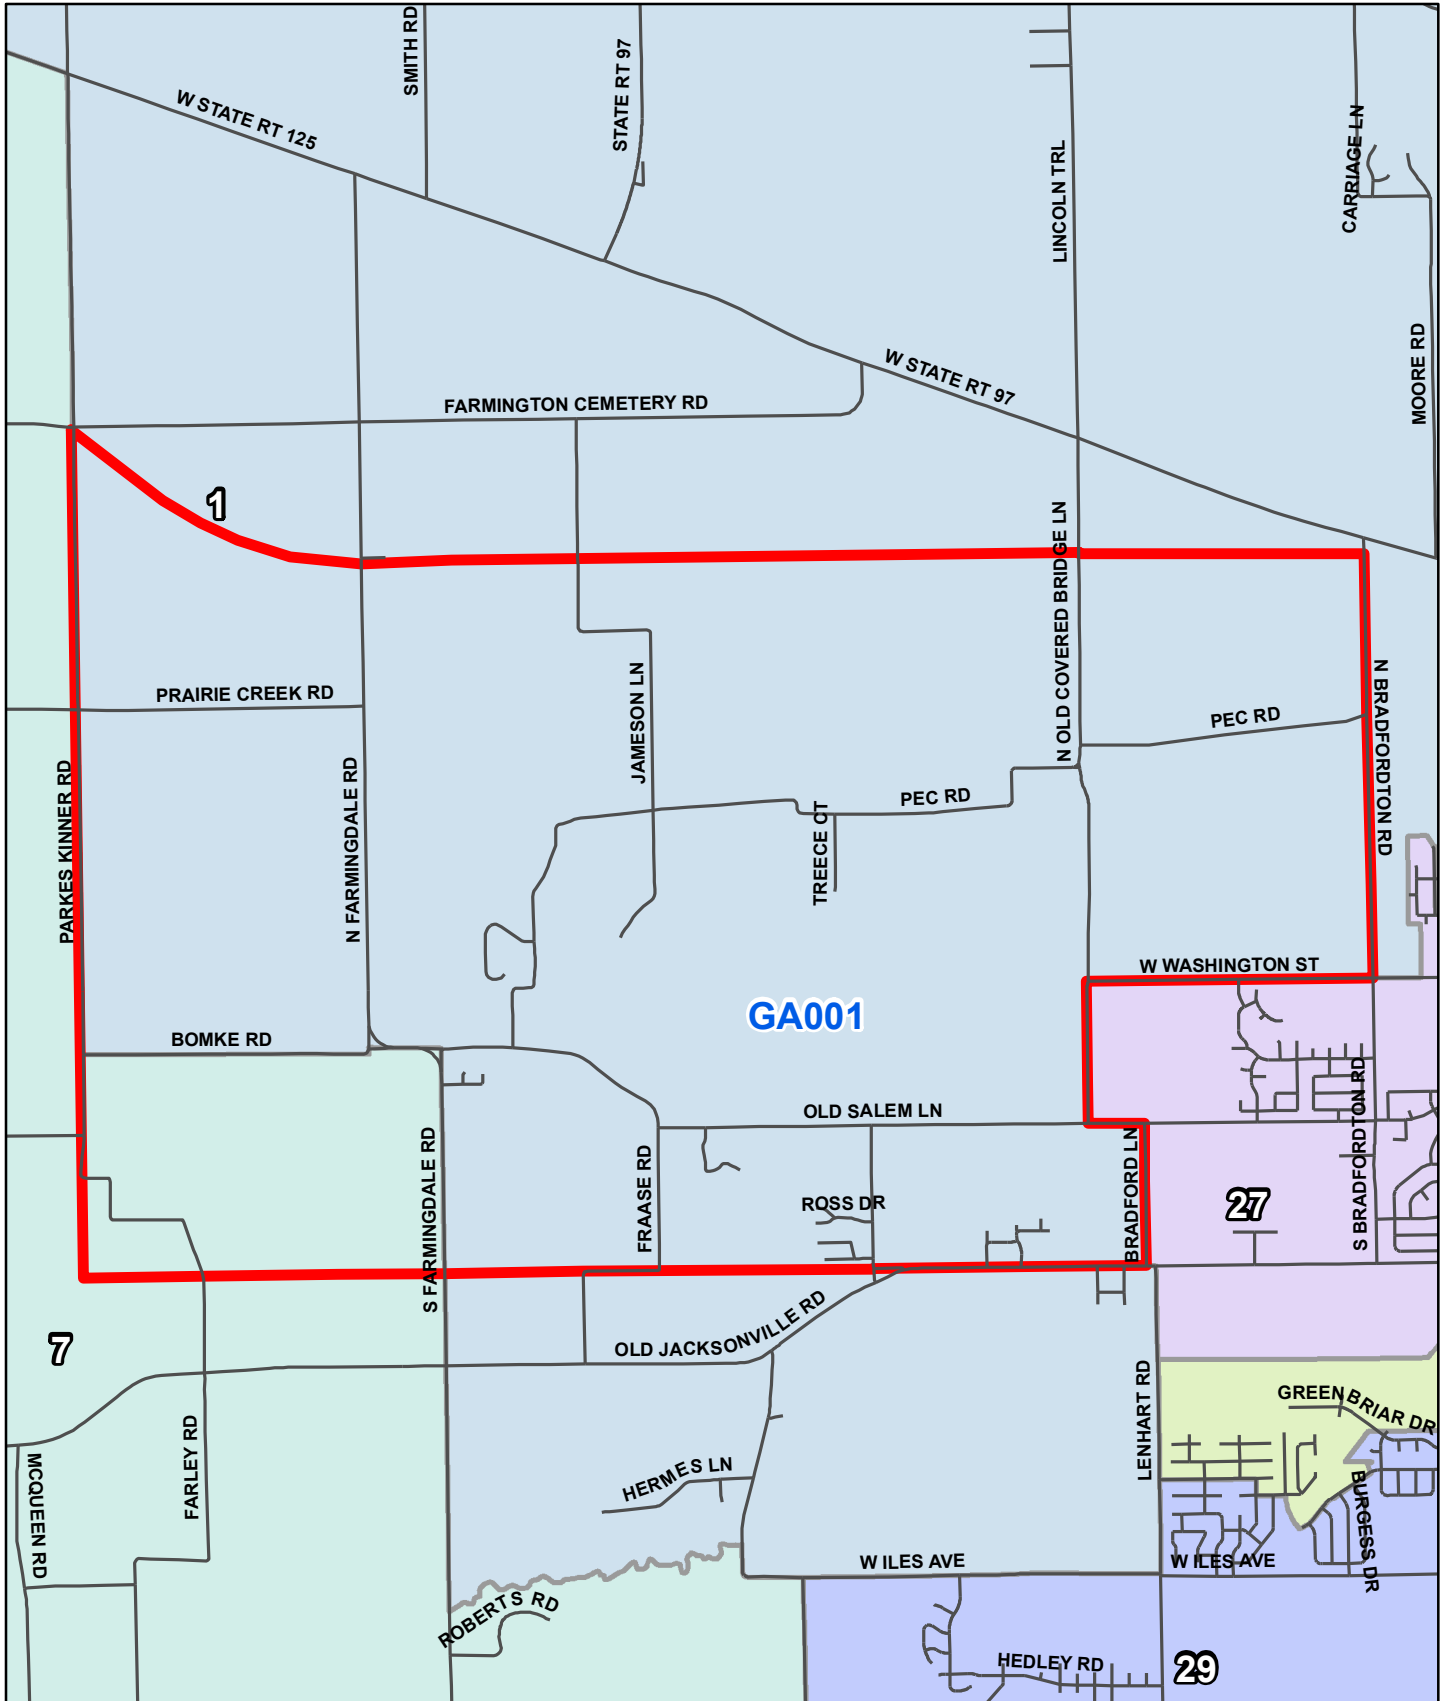 SMITH RD
STATE RT 97
W STATE RT 125
CARRIAGE LN
LINCOLN TRL
MOORE RD
W STATE RT 97
FARMINGTON CEMETERY RD
1
N OLD COVERED BRIDGE LN
PRAIRIE CREEK RD
JAMESON LN
N BRADFORDTON RD
PEC RD
PARKES KINNER RD
N FARMINGDALE RD
PEC RD
TREECE CT
W WASHINGTON ST
GA001
BOMKE RD
OLD SALEM LN
S FARMINGDALE RD
FRAASE RD
ROSS DR
BRADFORD LN
27
S BRADFORDTON RD
7
OLD JACKSONVILLE RD
LENHART RD
GREEN BRIAR DR
FARLEY RD
MCQUEEN RD
HERMES LN
BURGESS DR
W ILES AVE
W ILES AVE
ROBERTS RD
HEDLEY RD
29